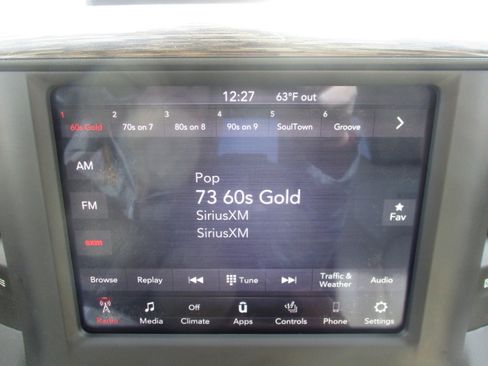 12:27 63°F out
1 2 3 4 5 6
60s Gold 70s on 7 80s on 8 90s on 9 SoulTown Groove
AM
Pop
73 60s Gold
FM
SiriusXM
Fav
SiriusXM
sxm
Browse Replay Tune Traffic & Weather Audio
Off
Radio Media Climate Apps Controls Phone Settings